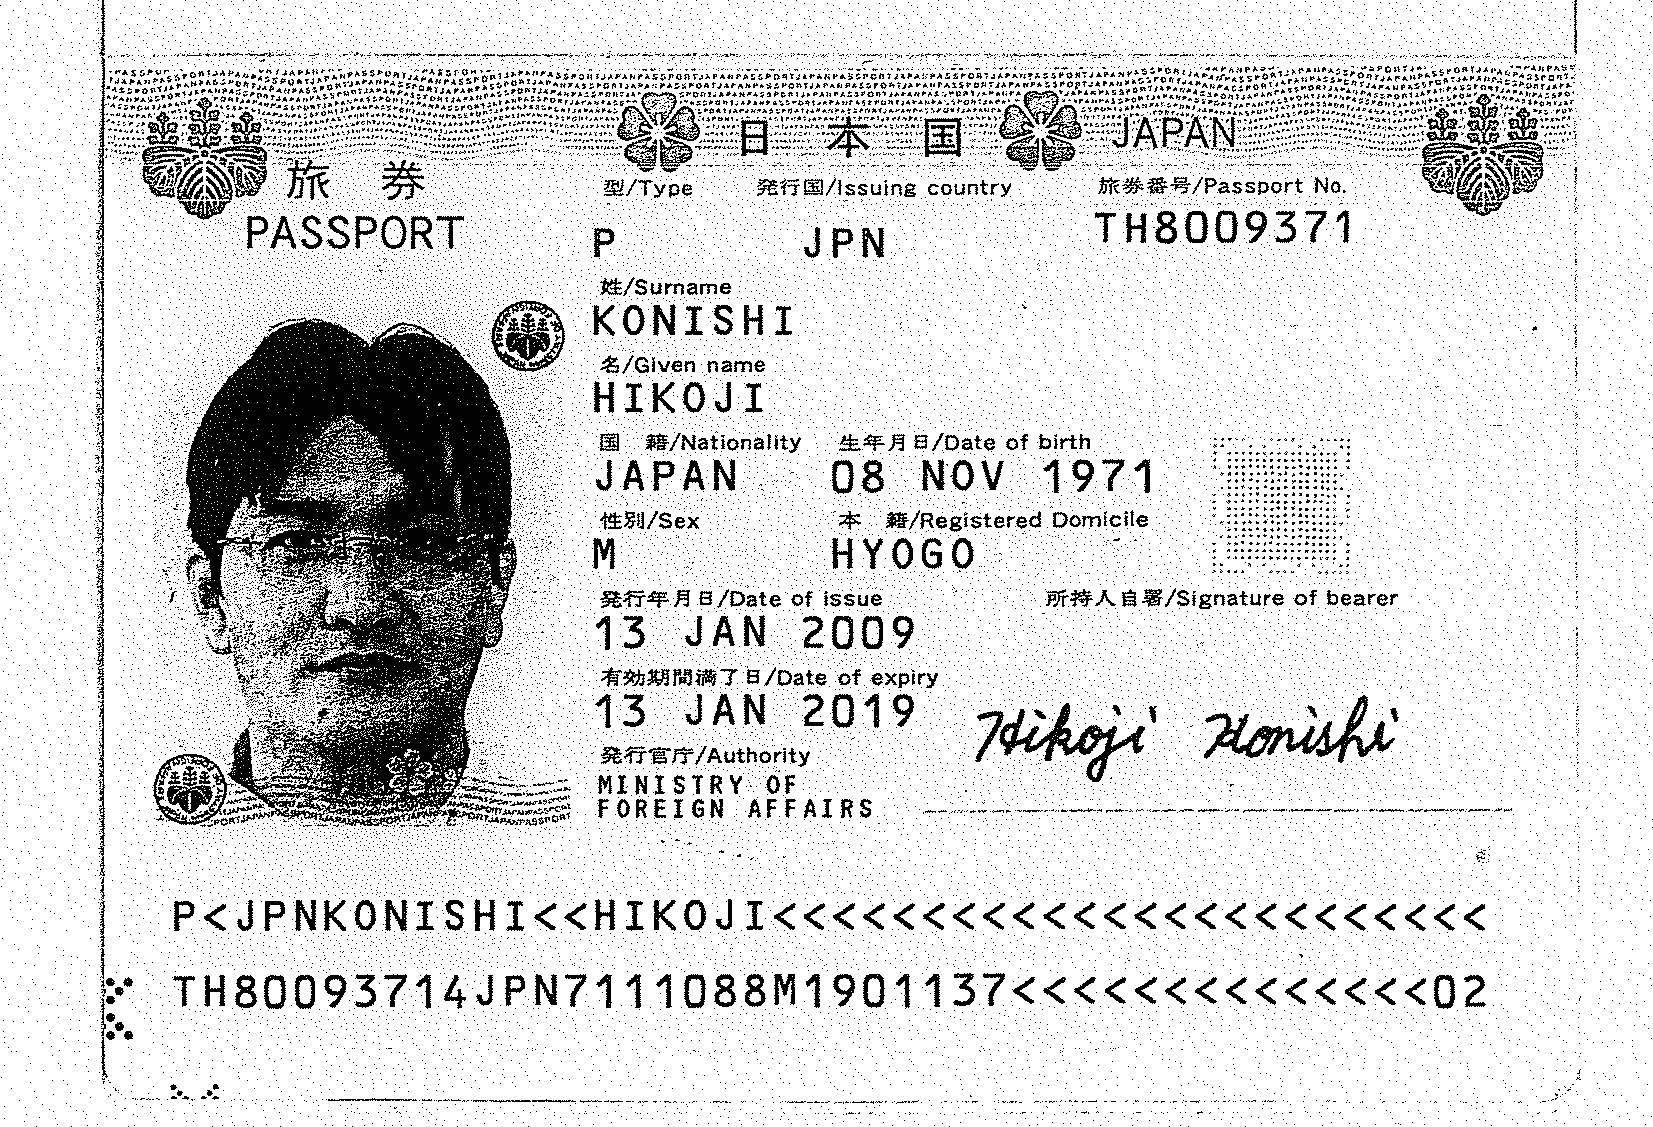 日本国 JAPAN
旅券
PASSPORT
型/Type 発行国/Issuing country 旅券番号/Passport No.
P JPN TH8009371
姓/Surname
KONISHI
名/Given name
HIKOJI
国 籍/Nationality 生年月日/Date of birth
JAPAN 08 NOV 1971
性別/Sex 本 籍/Registered Domicile
M HYOGO
発行年月日/Date of issue 所持人自署/Signature of bearer
13 JAN 2009
有効期間満了日/Date of expiry
13 JAN 2019 Hikoji Konishi
発行官庁/Authority
MINISTRY OF
FOREIGN AFFAIRS
P<JPNKONISHI<<HIKOJI<<<<<<<<<<<<<<<<<<<<<<<<
TH80093714JPN7111088M1901137<<<<<<<<<<<<<<02